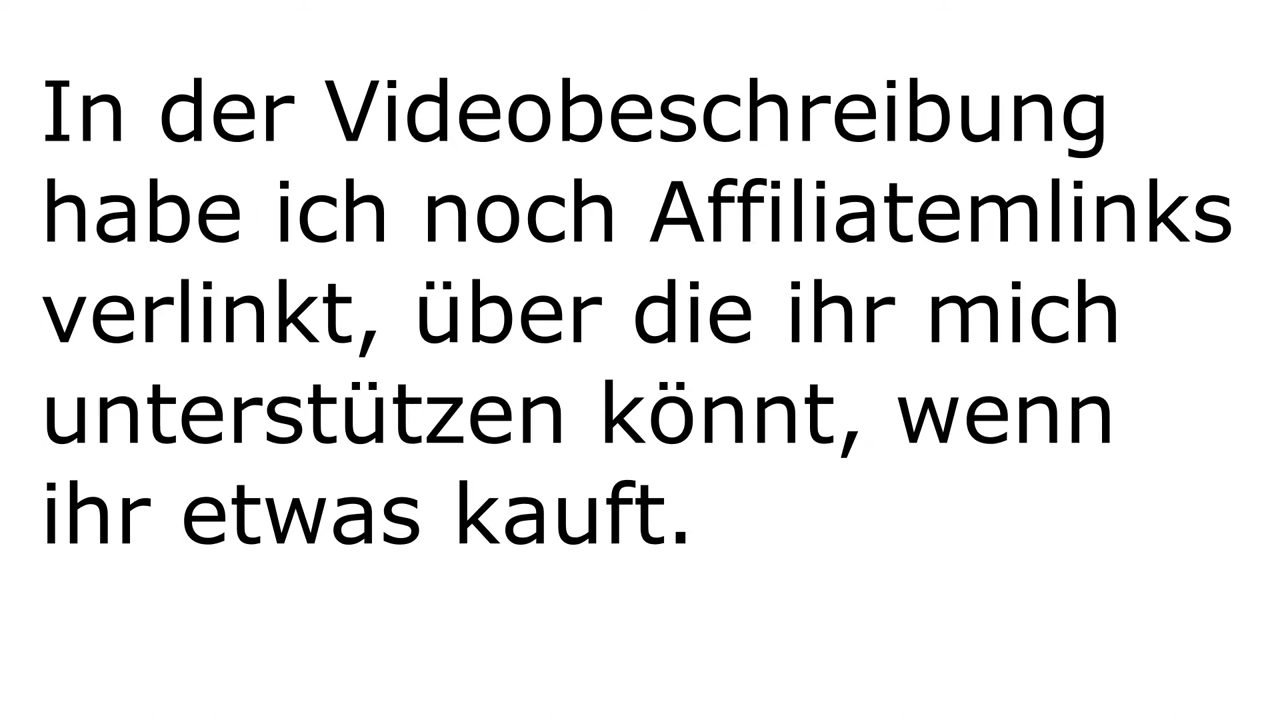 In der Videobeschreibung
habe ich noch Affiliatemlinks
verlinkt, über die ihr mich
unterstützen könnt, wenn
ihr etwas kauft.